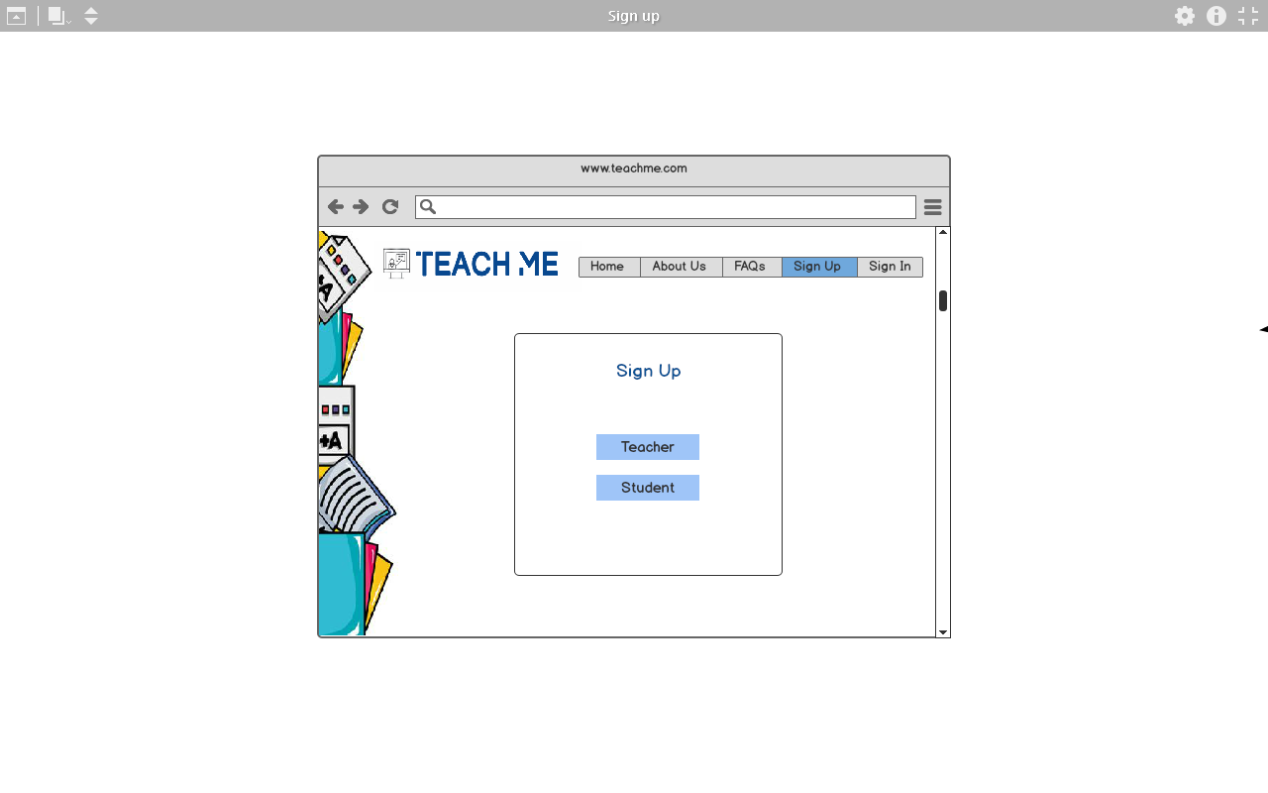 Sign up
www.teachme.com
TEACH ME
Home About Us FAQs Sign Up Sign In
+A
Sign Up
+A
Teacher
Student